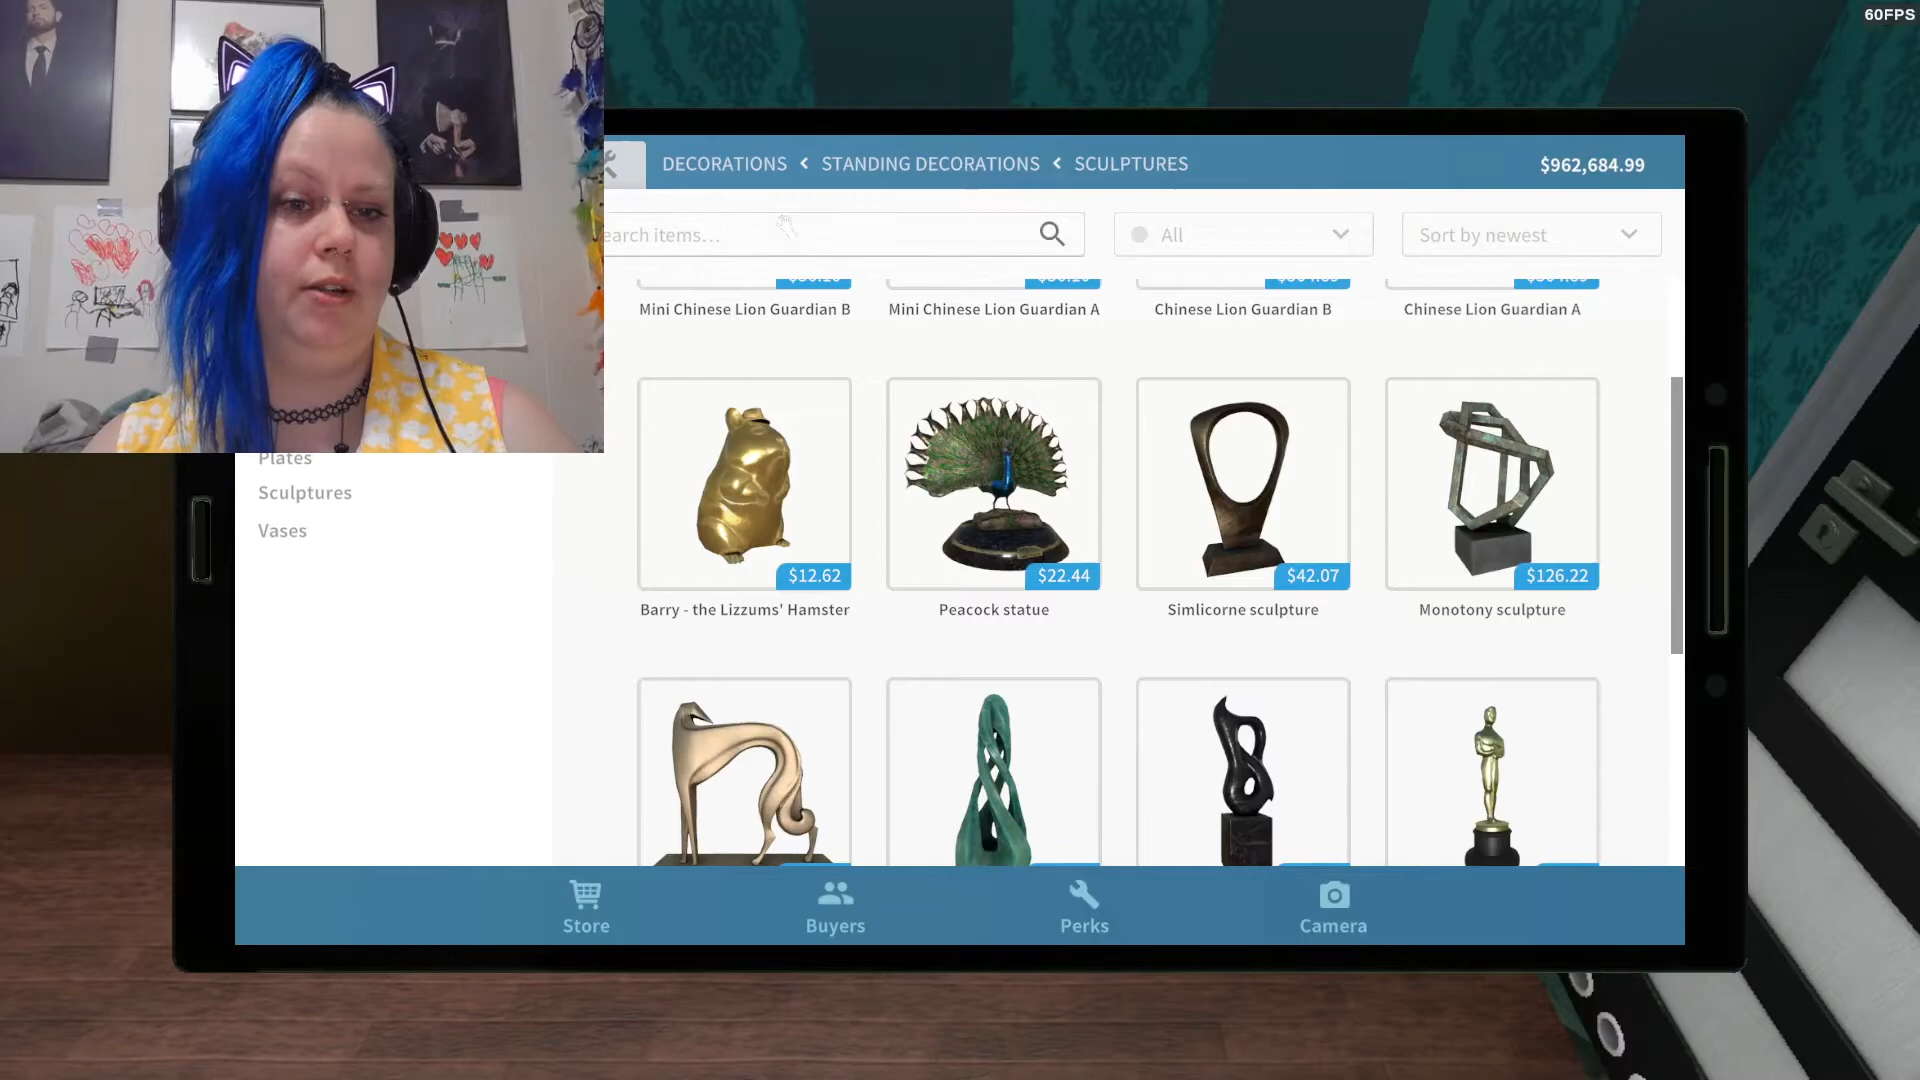 60FPS
DECORATIONS < STANDING DECORATIONS < SCULPTURES
$962,684.99
earch items...
All
Sort by newest
Mini Chinese Lion Guardian B
Mini Chinese Lion Guardian A
Chinese Lion Guardian B
Chinese Lion Guardian A
Plates
Sculptures
Vases
$12.62
$22.44
$42.07
$126.22
Barry - the Lizzums' Hamster
Peacock statue
Simlicorne sculpture
Monotony sculpture
Store
Buyers
Perks
Camera